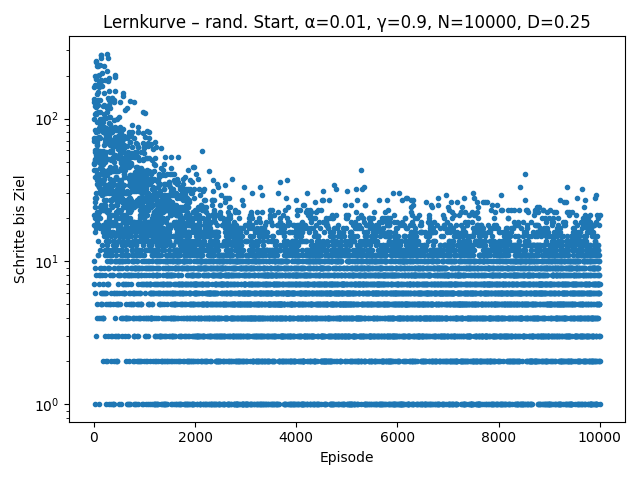 Lernkurve – rand. Start, α=0.01, γ=0.9, N=10000, D=0.25
Schritte bis Ziel
10²
10¹
10⁰
0 2000 4000 6000 8000 10000
Episode